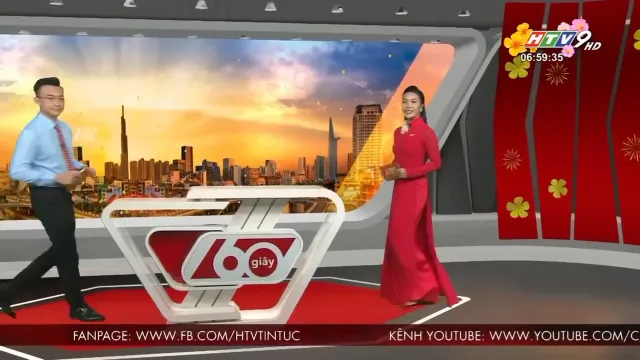 HTV9 HD
06:59:35
60 giây
FANPAGE: WWW.FB.COM/HTVTINTUC
KÊNH YOUTUBE: WWW.YOUTUBE.COM/C